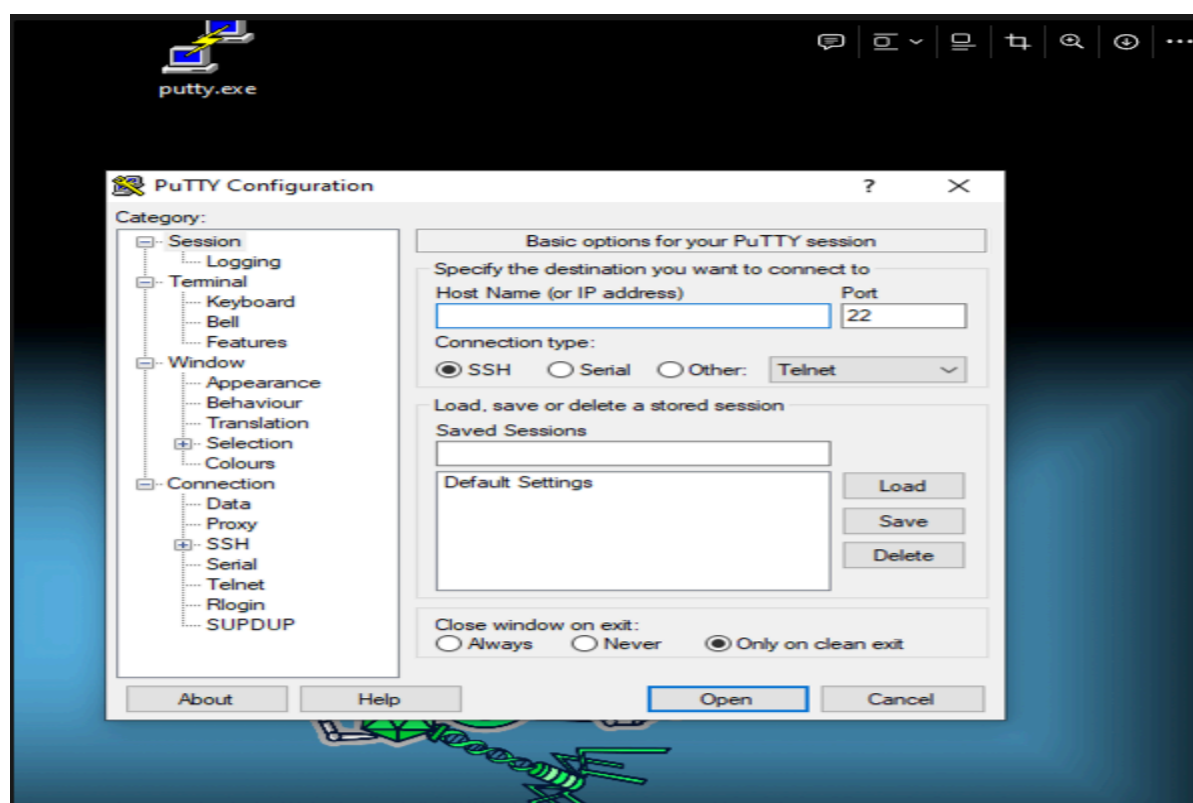 putty.exe
PuTTY Configuration ? ×
Category:
Session
Logging
Terminal
Keyboard
Bell
Features
Window
Appearance
Behaviour
Translation
Selection
Colours
Connection
Data
Proxy
SSH
Serial
Telnet
Rlogin
SUPDUP
Basic options for your PuTTY session
Specify the destination you want to connect to
Host Name (or IP address) Port
22
Connection type:
SSH Serial Other: Telnet
Load, save or delete a stored session
Saved Sessions
Default Settings
Load
Save
Delete
Close window on exit:
Always Never Only on clean exit
About Help Open Cancel